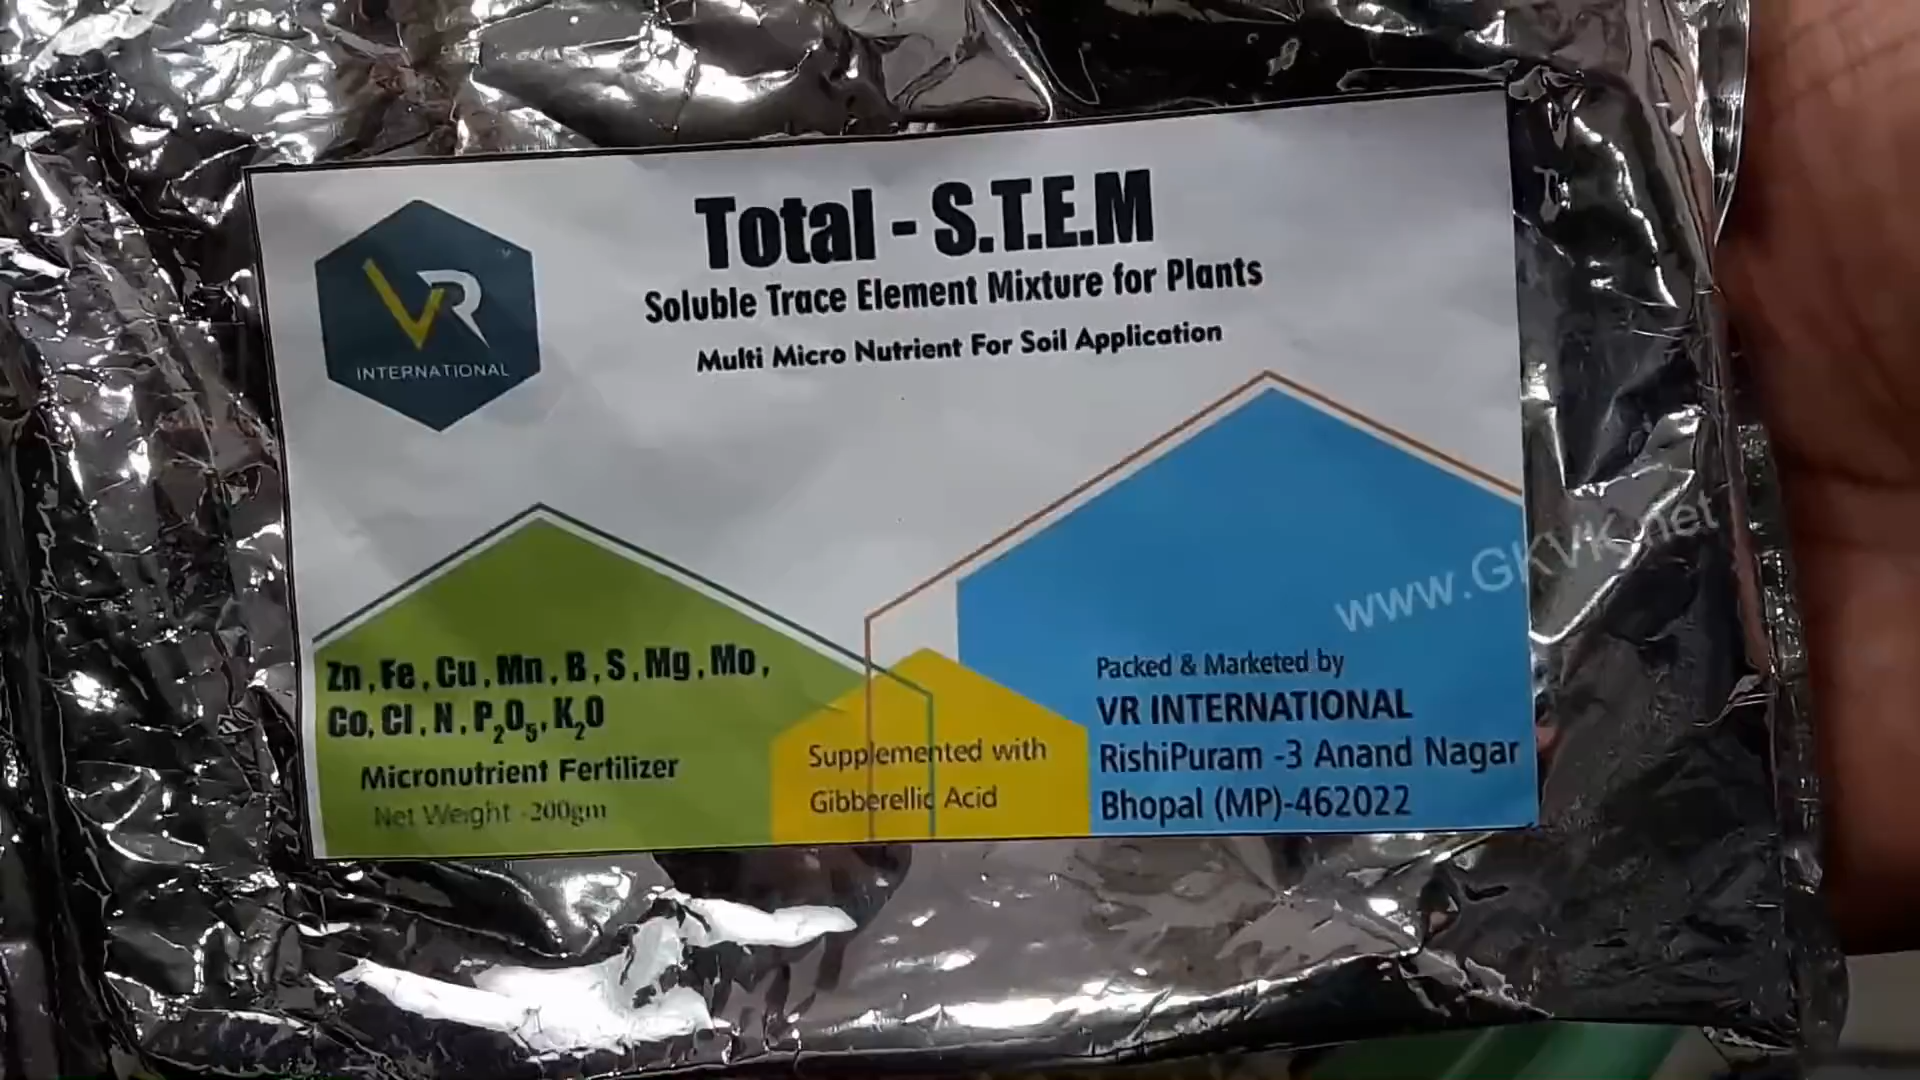 Total - S.T.E.M
Soluble Trace Element Mixture for Plants
Multi Micro Nutrient For Soil Application
VR
INTERNATIONAL
Zn, Fe, Cu, Mn, B, S, Mg, Mo,
Co, Cl, N, P₂O₅, K₂O
Micronutrient Fertilizer
Net Weight -200gm
Supplemented with
Gibberellic Acid
www.GKVK.net
Packed & Marketed by
VR INTERNATIONAL
RishiPuram -3 Anand Nagar
Bhopal (MP)-462022